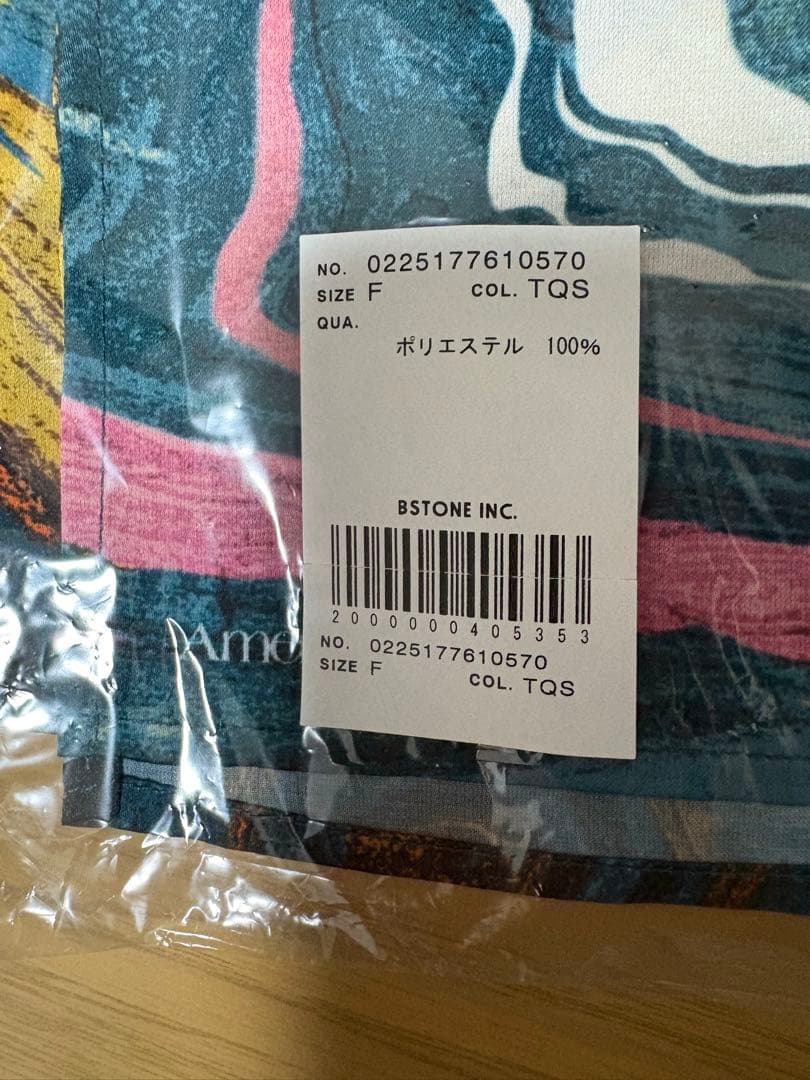 NO. 0225177610570
SIZE F COL. TQS
QUA.
ポリエステル 100%
BSTONE INC.
2000000405353
NO. 0225177610570
SIZE F COL. TQS